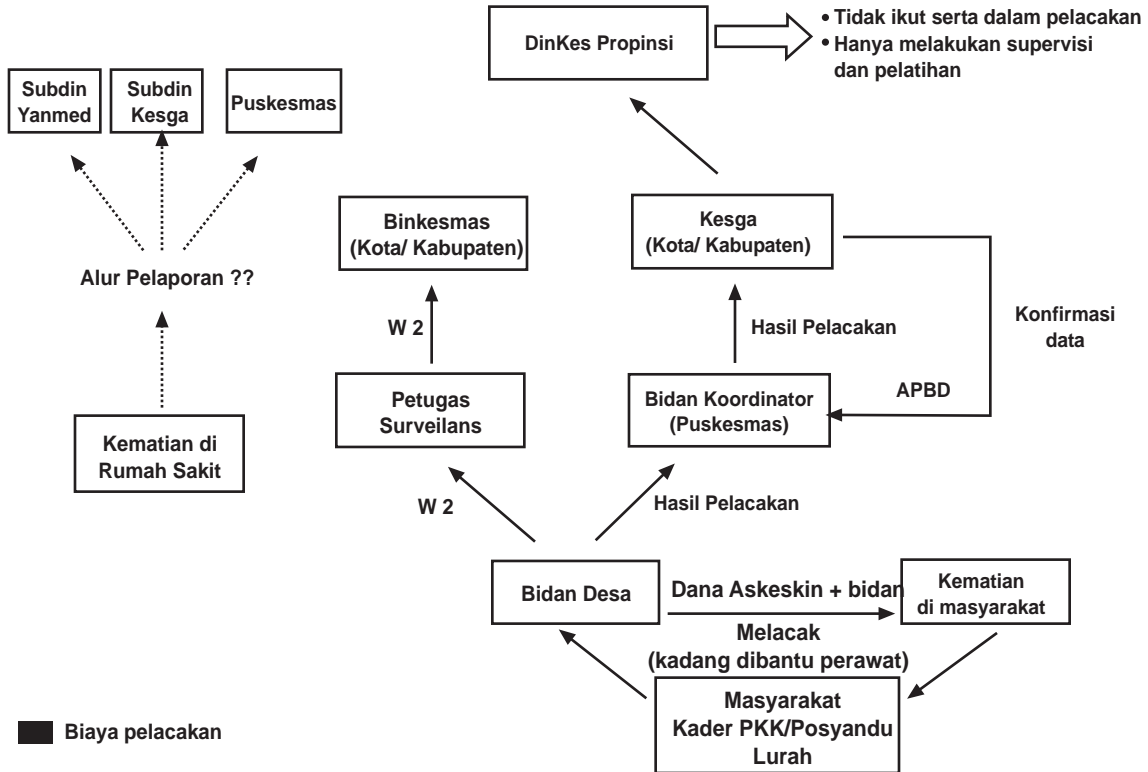 DinKes Propinsi
• Tidak ikut serta dalam pelacakan
• Hanya melakukan supervisi
dan pelatihan
Subdin
Yanmed
Subdin
Kesga
Puskesmas
Binkesmas
(Kota/ Kabupaten)
Kesga
(Kota/ Kabupaten)
Alur Pelaporan ??
W 2
Hasil Pelacakan
Konfirmasi
data
Petugas
Surveilans
Bidan Koordinator
(Puskesmas)
APBD
Kematian di
Rumah Sakit
W 2
Hasil Pelacakan
Bidan Desa
Dana Askeskin + bidan
Kematian
di masyarakat
Melacak
(kadang dibantu perawat)
Masyarakat
Kader PKK/Posyandu
Lurah
Biaya pelacakan